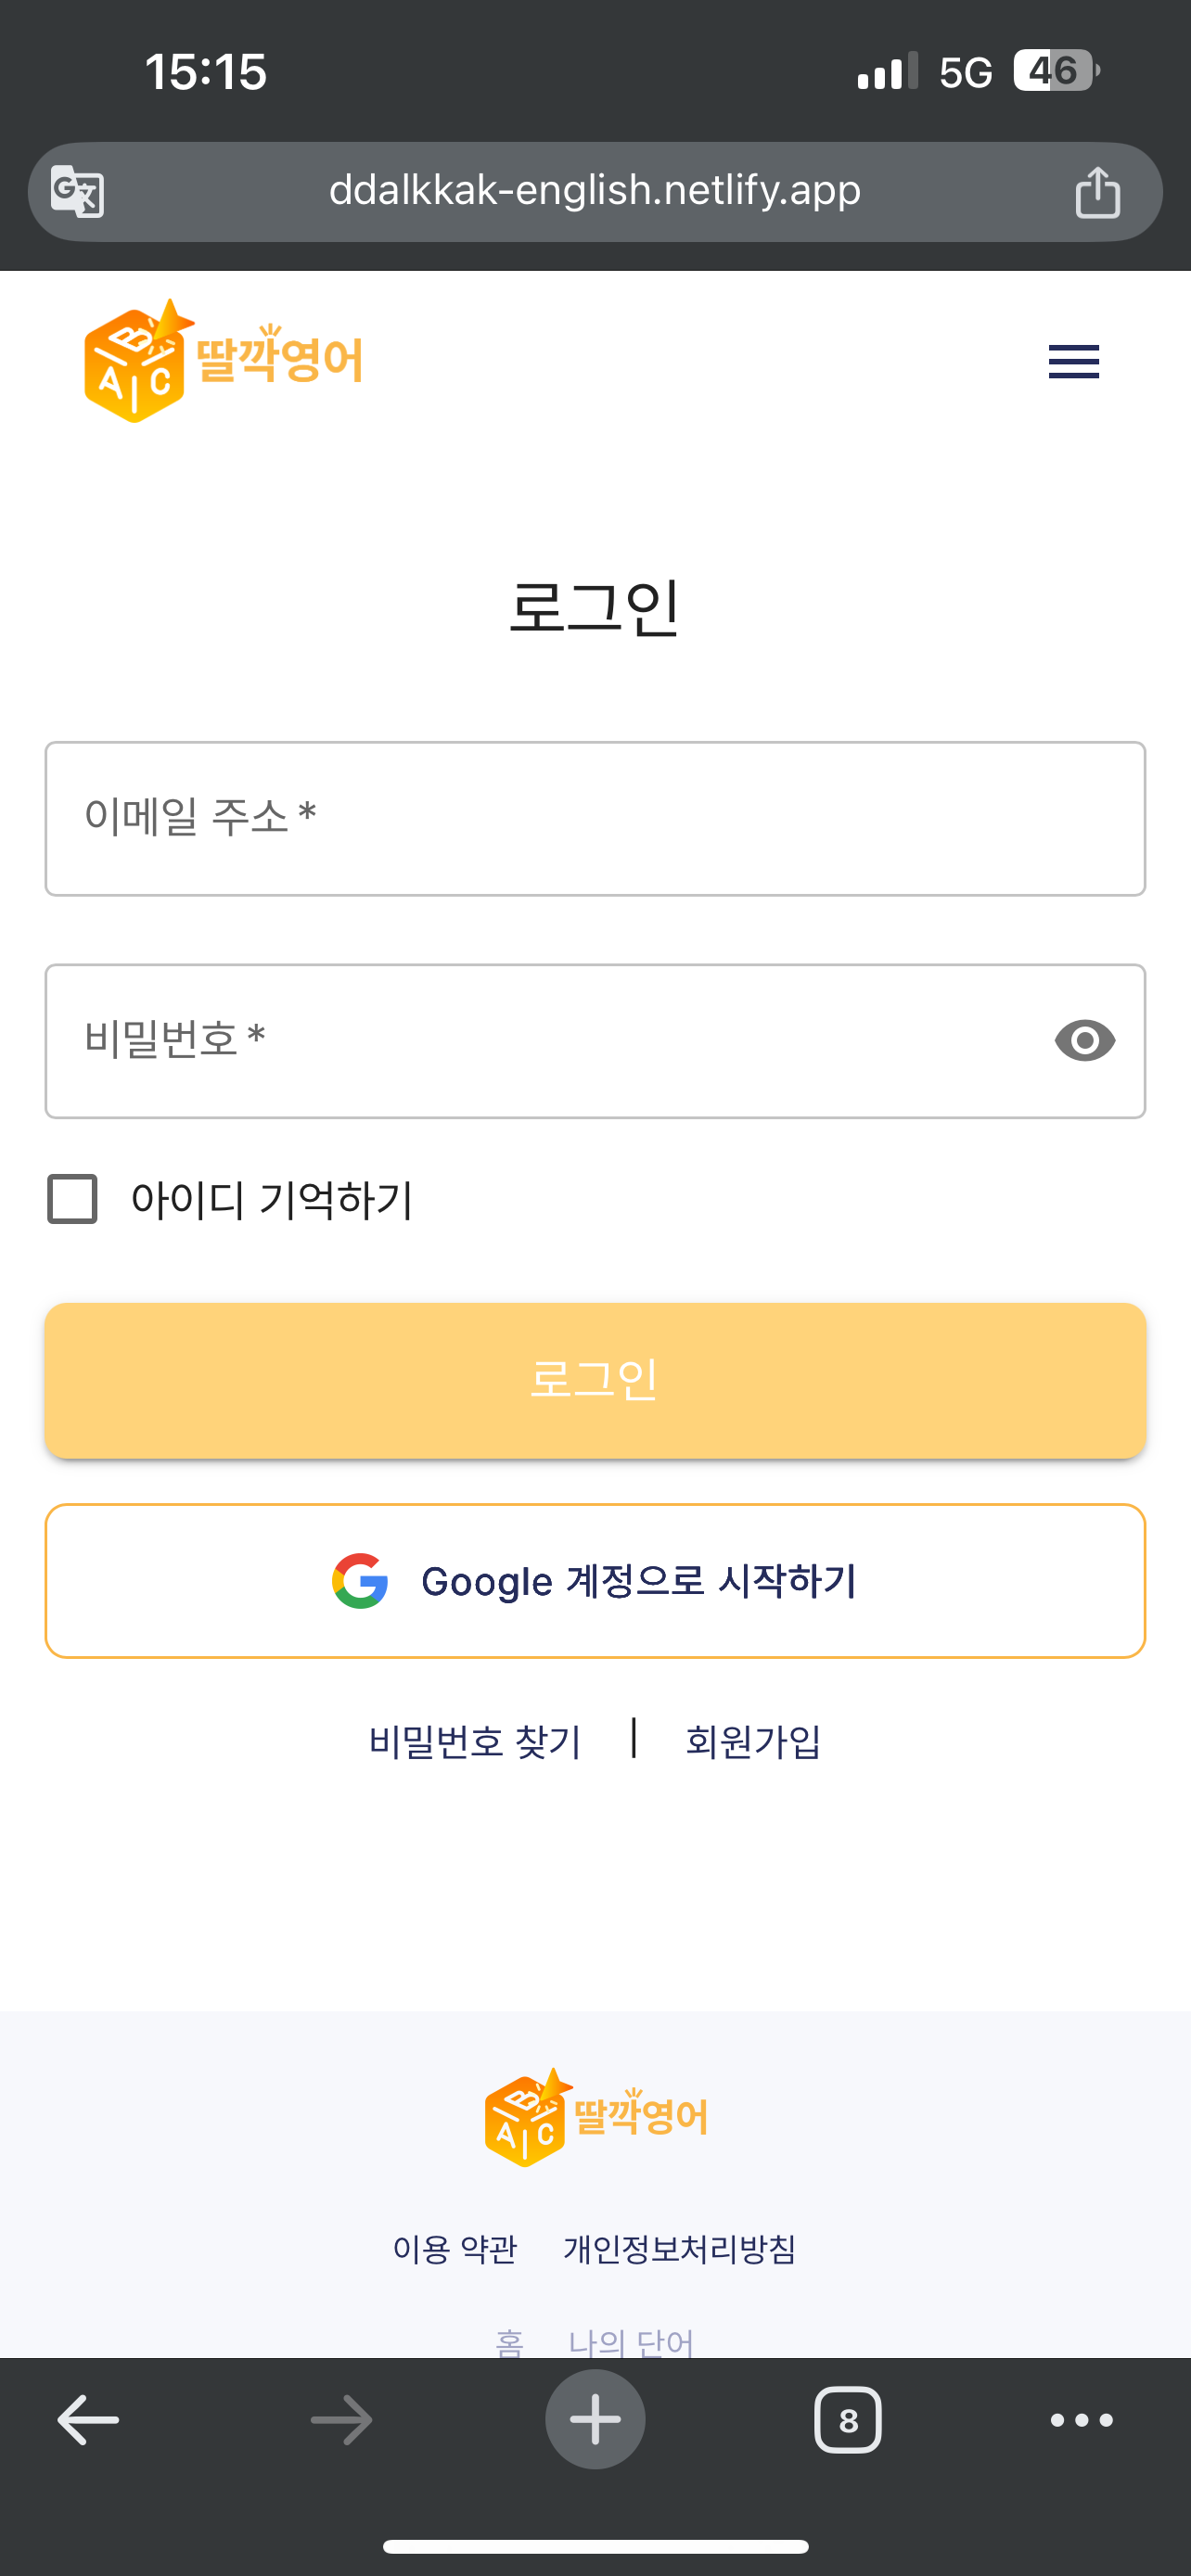 15:15
5G 46
ddalkkak-english.netlify.app
A B C 딸깍영어
로그인
이메일 주소 *
비밀번호 *
아이디 기억하기
로그인
Google 계정으로 시작하기
비밀번호 찾기 | 회원가입
A B C 딸깍영어
이용 약관 개인정보처리방침
홈 나의 단어
8